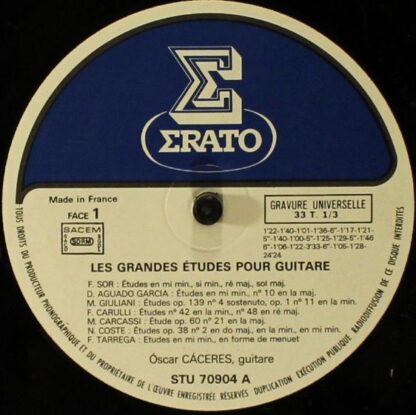 Σ
ΣRATO
Made in France
FACE 1
SACEM
SACD
SDRM
SGDL
GRAVURE UNIVERSELLE
33 T. 1/3
1'22-1'40-1'01-1'36-6"-1'17-1'21-
5"-1'40-1'00-5"-1'25-1'29-5"-1'46
6"-1'06-1'22-3'33-6"-1'05-1'28-
24'24
LES GRANDES ÉTUDES POUR GUITARE
F. SOR : Études en mi min., si min., ré maj., sol maj.
D. AGUADO GARCIA : Études en mi min., nº 10 en la maj.
M. GIULIANI : Études op. 139 nº 4 sostenuto, op. 1 nº 11 en la min.
F. CARULLI : Études nº 42 en la min., nº 48 en ré maj.
M. CARCASSI : Étude op. 60 nº 21 en la maj.
N. COSTE : Études op. 38 nº 2 en do maj., en la min., en mi min.
F. TARREGA : Études en mi min., en forme de menuet
Óscar CÁCERES, guitare
STU 70904 A
TOUS DROITS DU PRODUCTEUR PHONOGRAPHIQUE ET DU PROPRIÉTAIRE DE L'ŒUVRE ENREGISTRÉE RÉSERVÉS DUPLICATION EXÉCUTION PUBLIQUE RADIODIFFUSION DE CE DISQUE INTERDITES